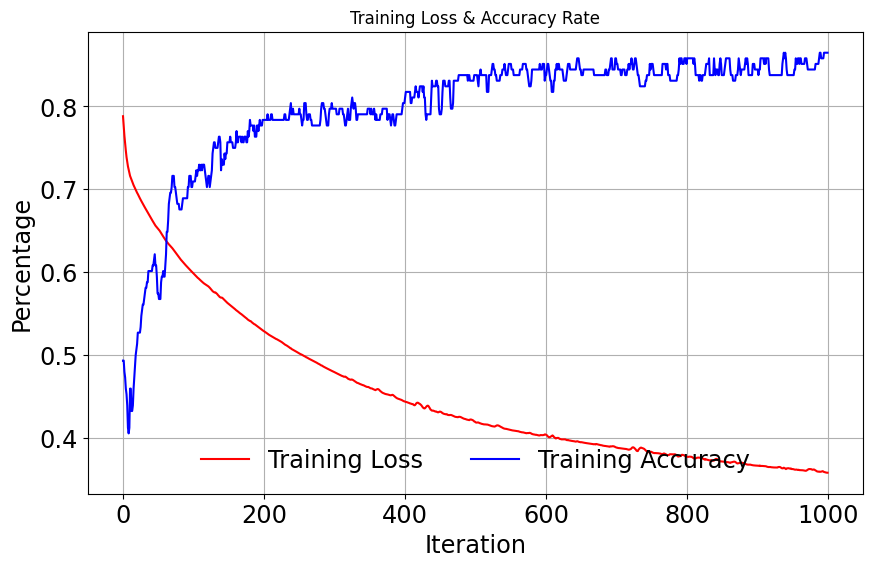 Training Loss & Accuracy Rate
Percentage
0.8
0.7
0.6
0.5
0.4
Training Loss Training Accuracy
0 200 400 600 800 1000
Iteration